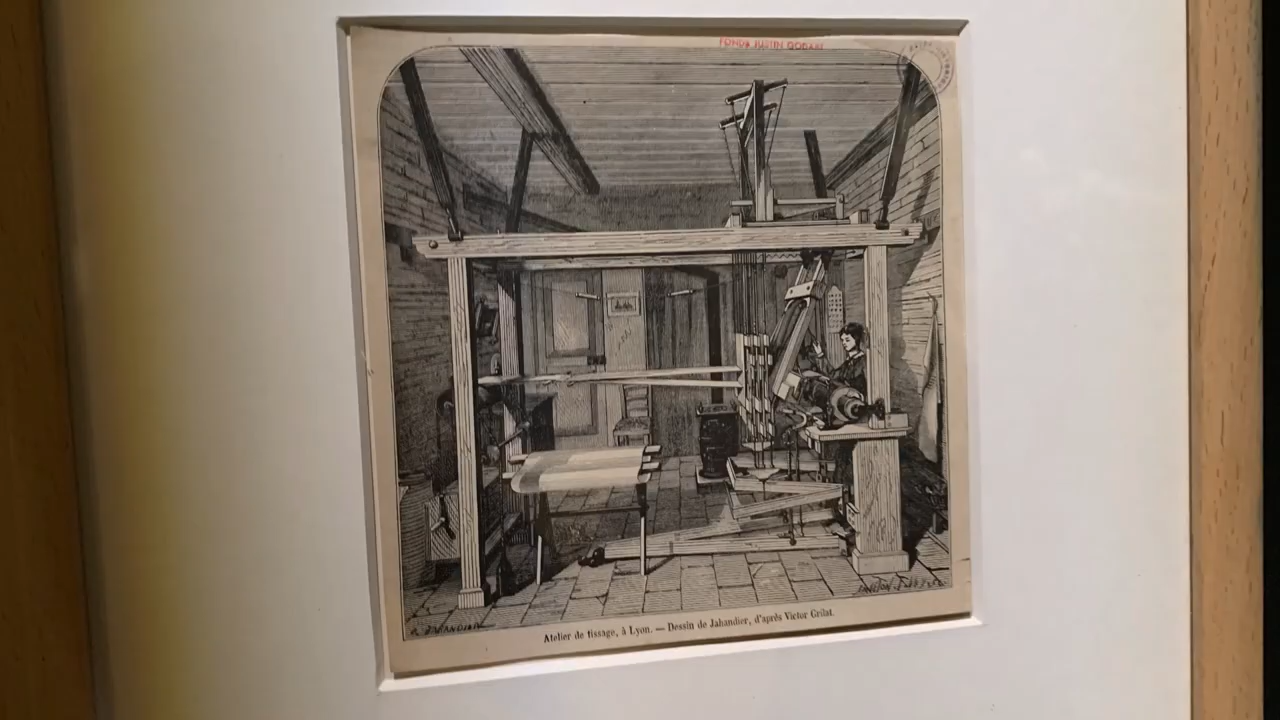 FONDS JUSTIN GODART
Atelier de tissage, à Lyon. — Dessin de Jahandier, d'après Victor Grilat.